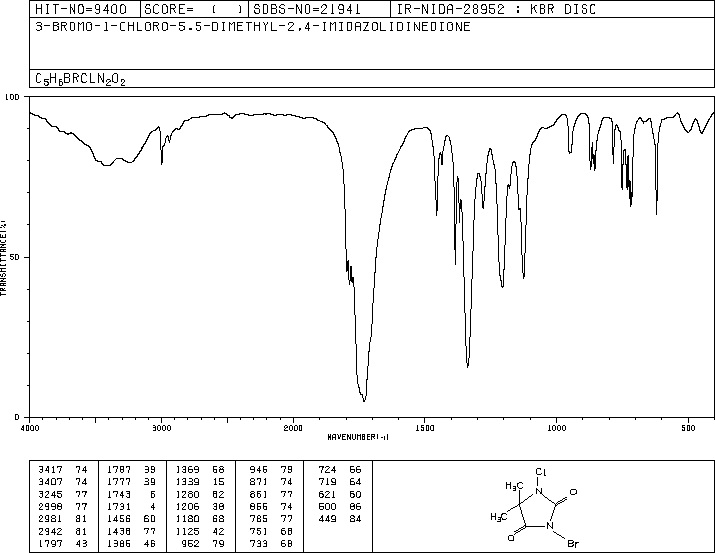 HIT-NO=9400 SCORE= ( ) SDBS-NO=21941 IR-NIDA-28952 : KBR DISC
3-BROMO-1-CHLORO-5,5-DIMETHYL-2,4-IMIDAZOLIDINEDIONE
C5H6BRCLN2O2
100
50
0
TRANSMITTANCE(%)
4000 3000 2000 1500 1000 500
WAVENUMBER(-1)
3417 74 1787 39 1369 68 946 79 724 66
3407 74 1777 39 1339 15 871 74 719 64
3245 77 1743 6 1280 82 861 77 621 60
2998 77 1731 4 1206 38 855 74 500 86
2981 81 1456 60 1180 68 785 77 449 84
2942 81 1438 77 1125 42 751 68
1797 43 1386 46 952 79 733 68
Cl
H3C
N
O
H3C
N
O
Br